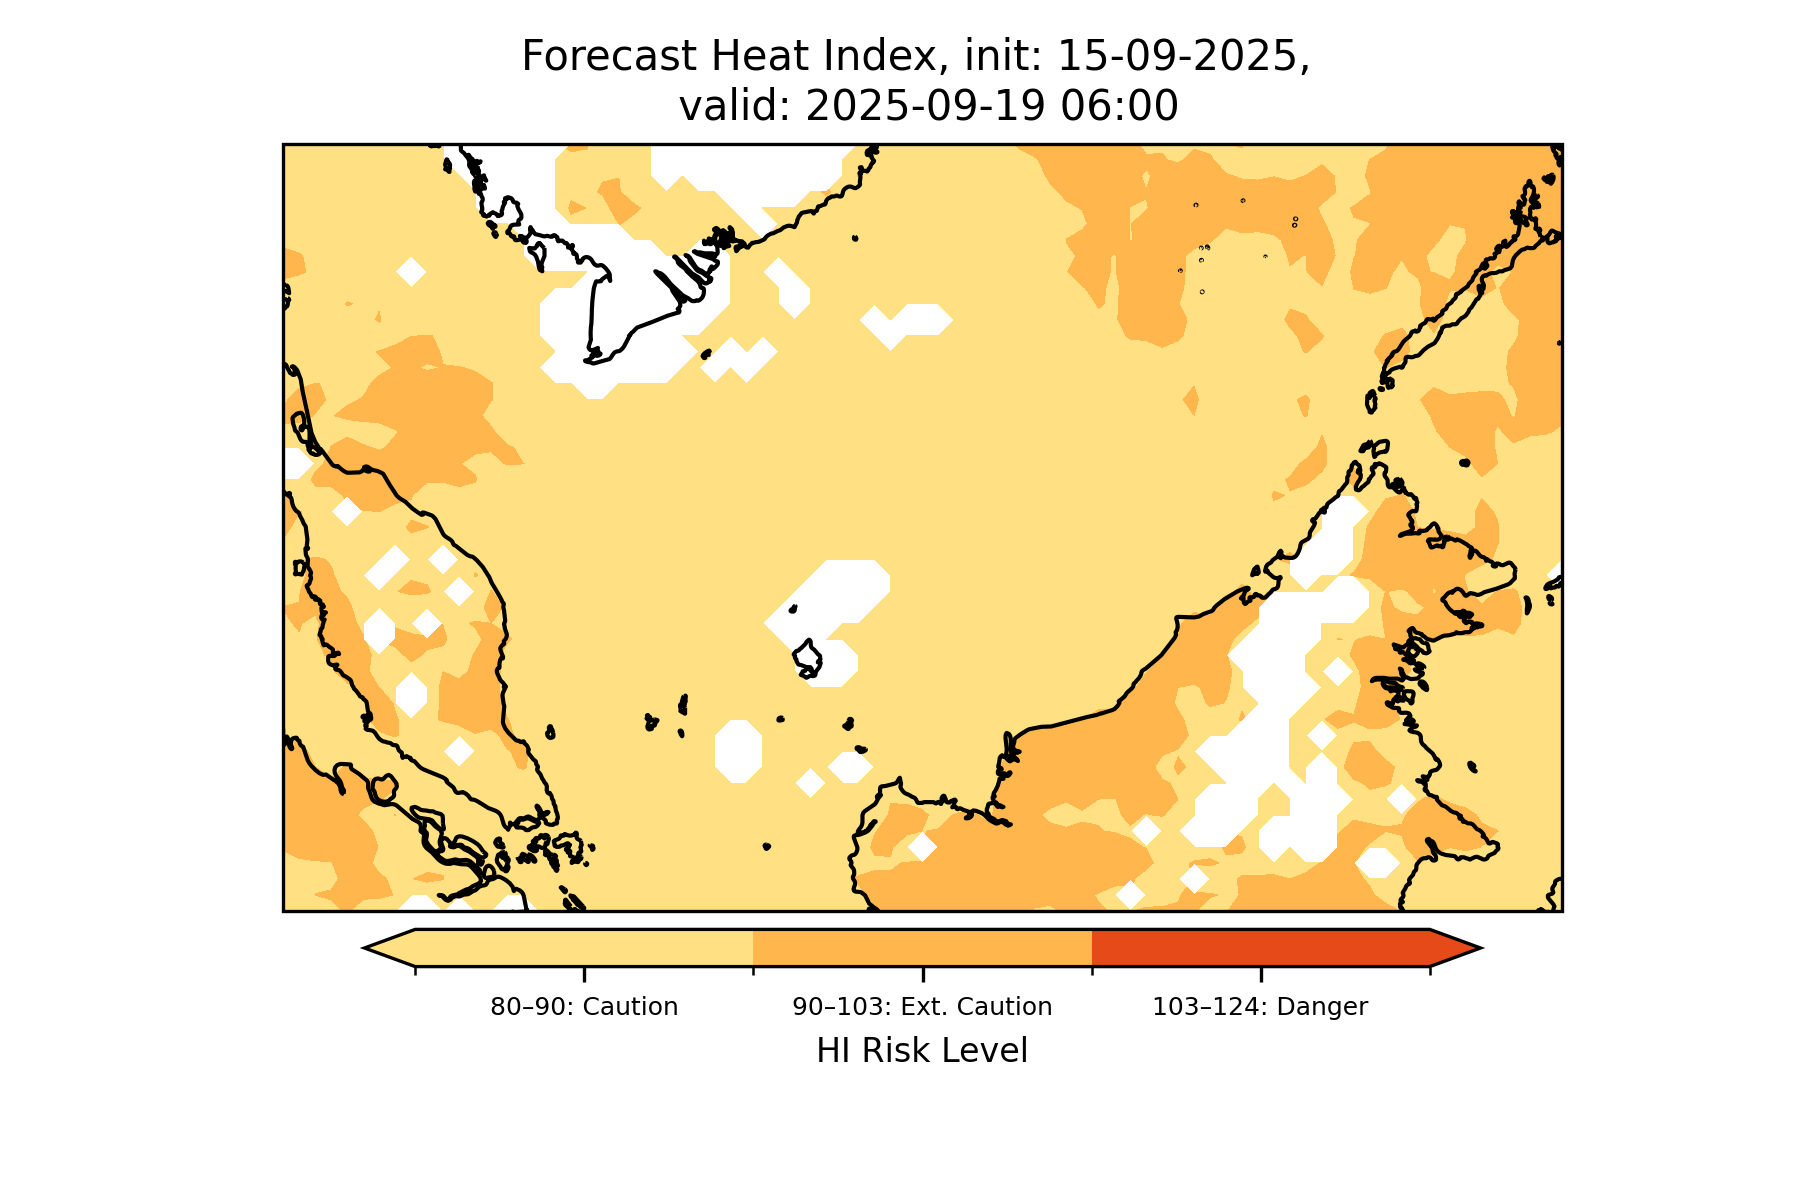 Forecast Heat Index, init: 15-09-2025,
valid: 2025-09-19 06:00
80–90: Caution
90–103: Ext. Caution
103–124: Danger
HI Risk Level